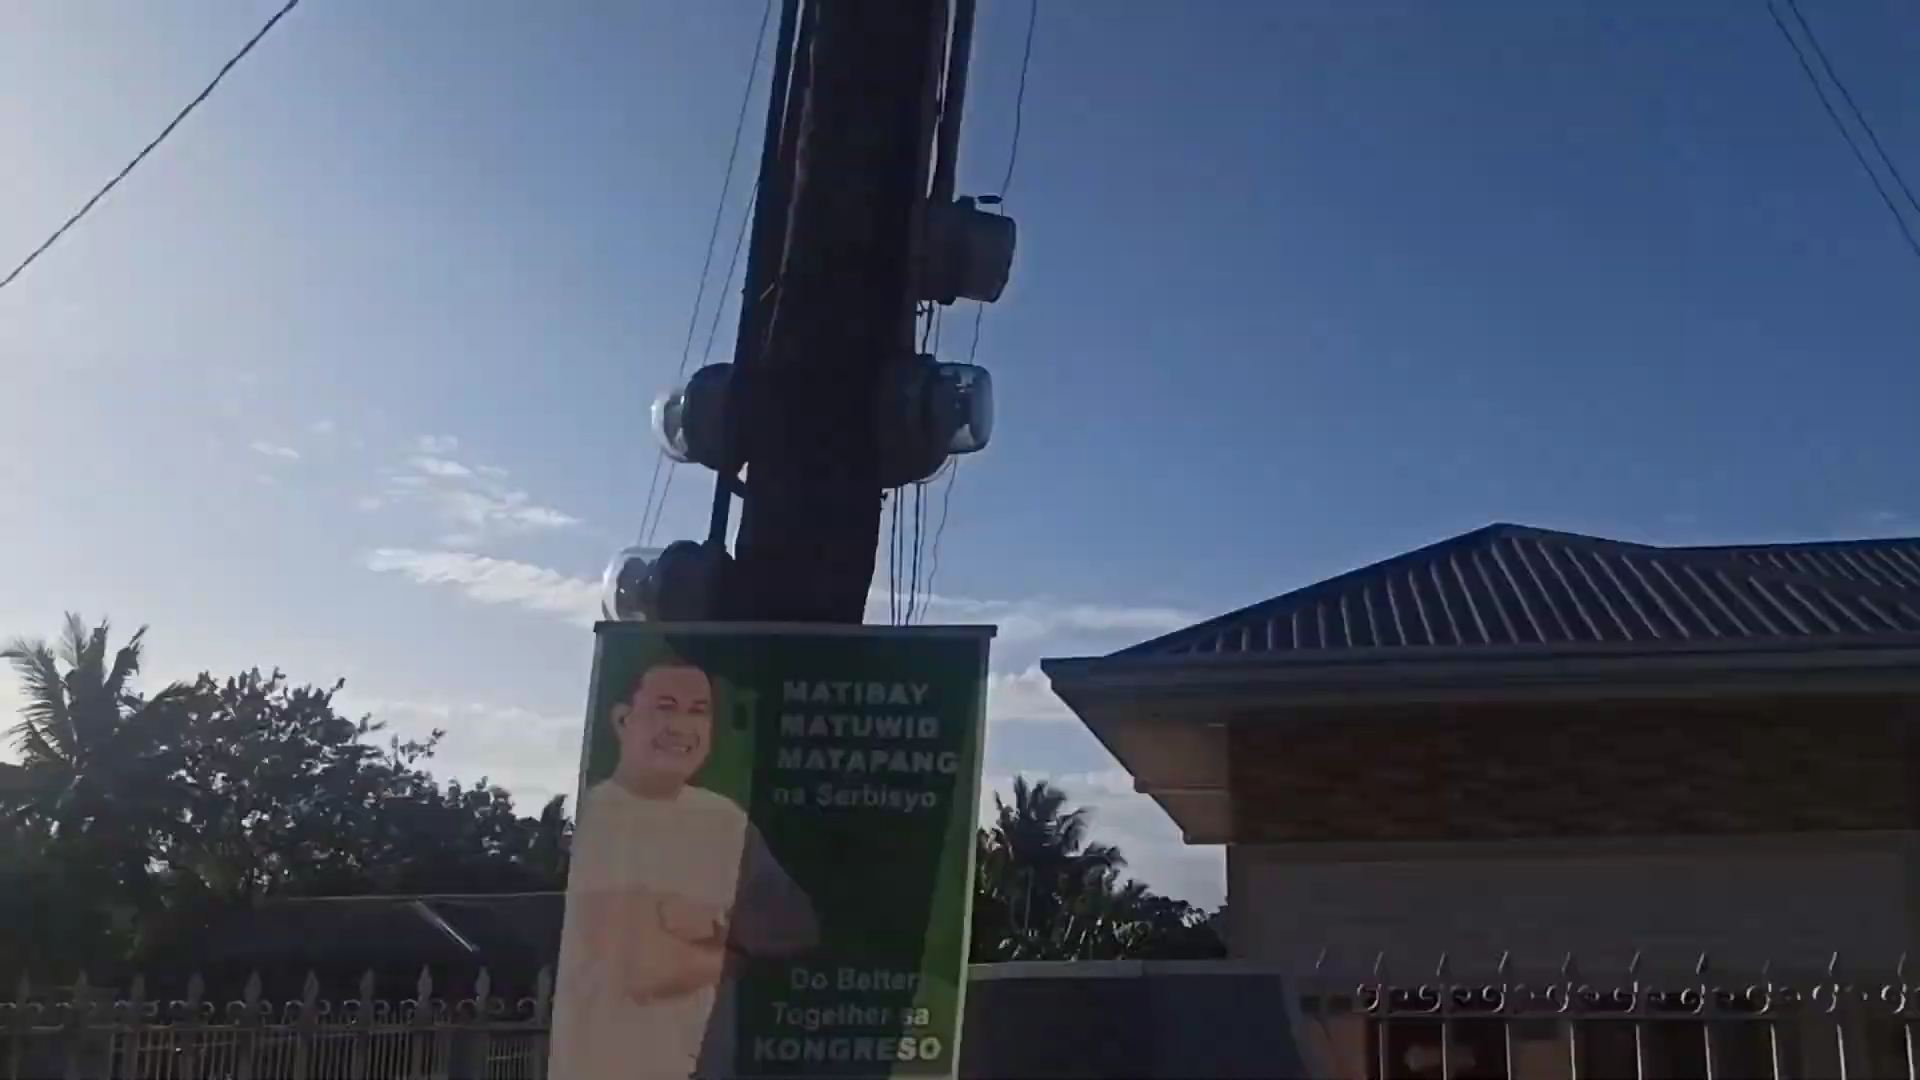 MATIBAY
MATUWID
MATAPANG
na Serbisyo
Do Better
Together sa
KONGRESO